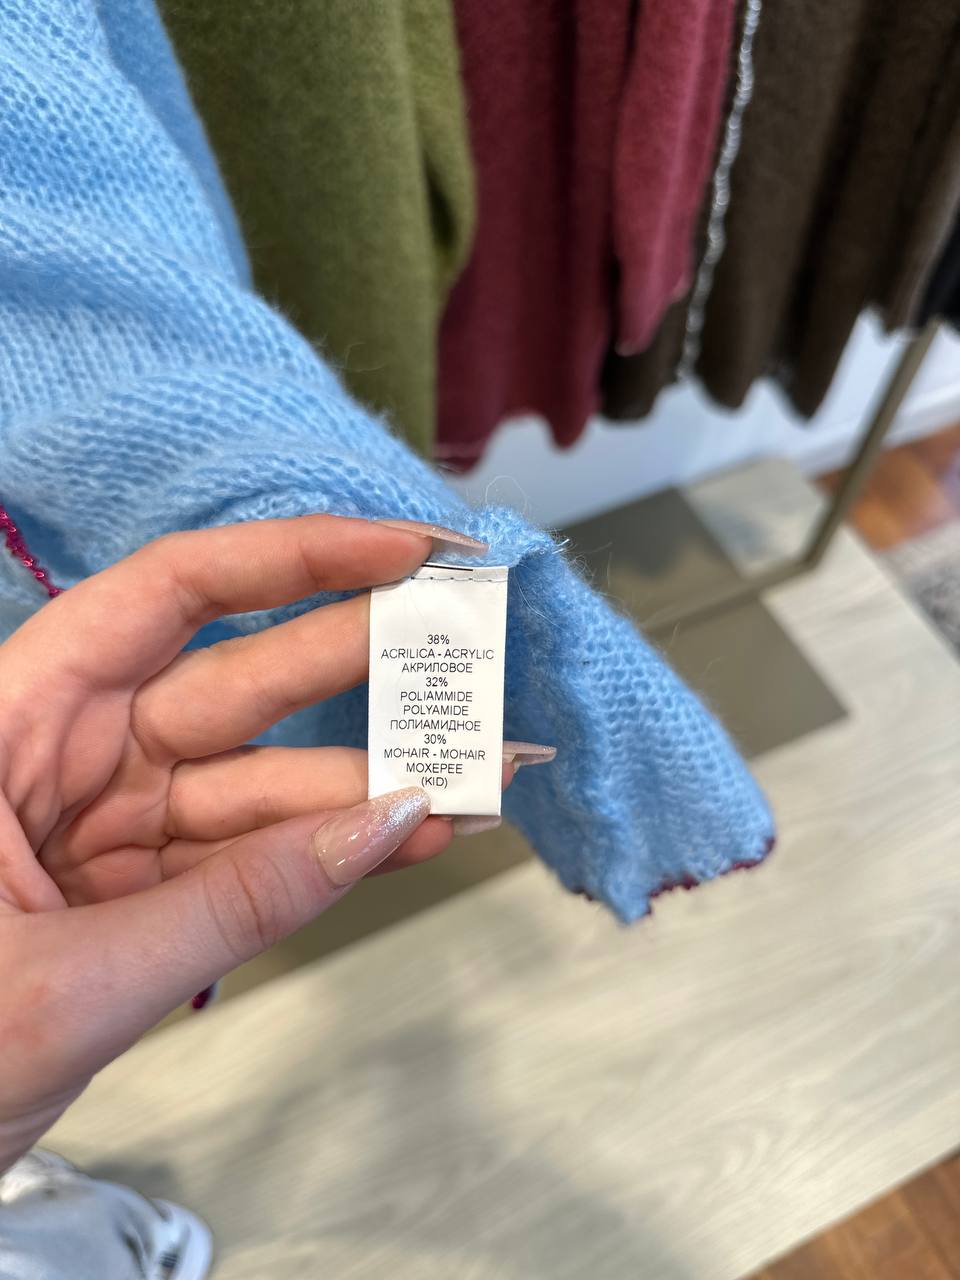 38%
ACRILICA - ACRYLIC
АКРИЛОВОЕ
32%
POLIAMMIDE
POLYAMIDE
ПОЛИАМИДНОЕ
30%
MOHAIR - MOHAIR
МОХЕРЕЕ
(KID)